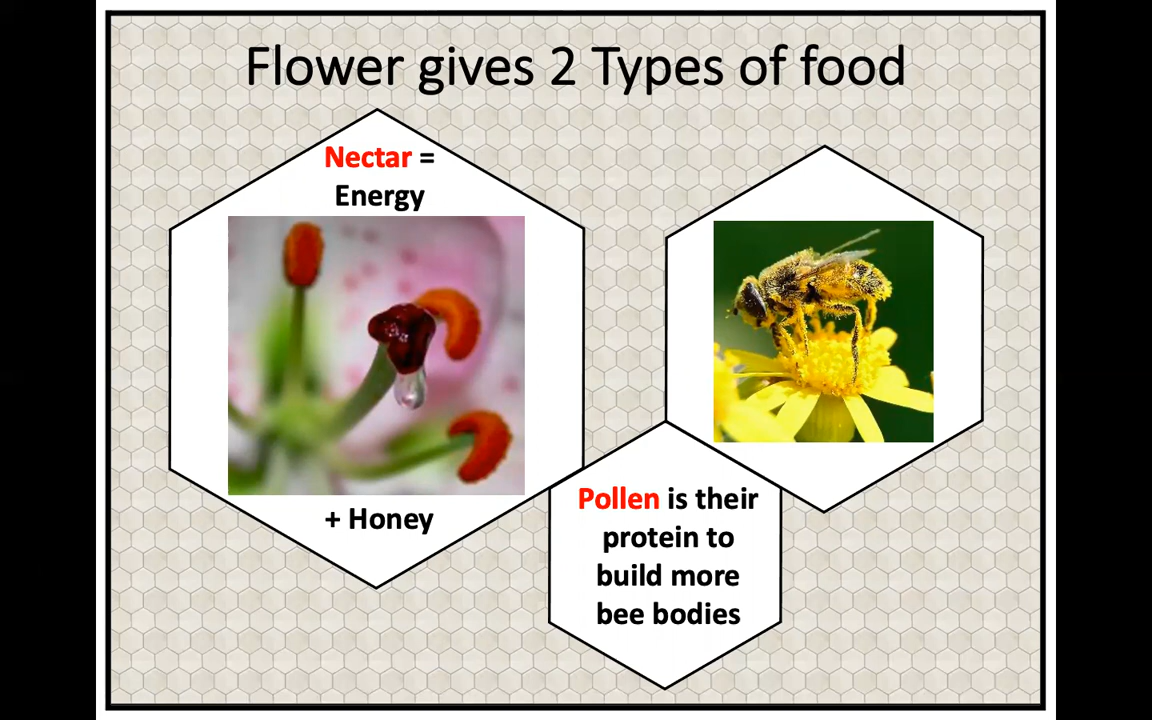 Flower gives 2 Types of food
Nectar =
Energy
+ Honey
Pollen is their
protein to
build more
bee bodies